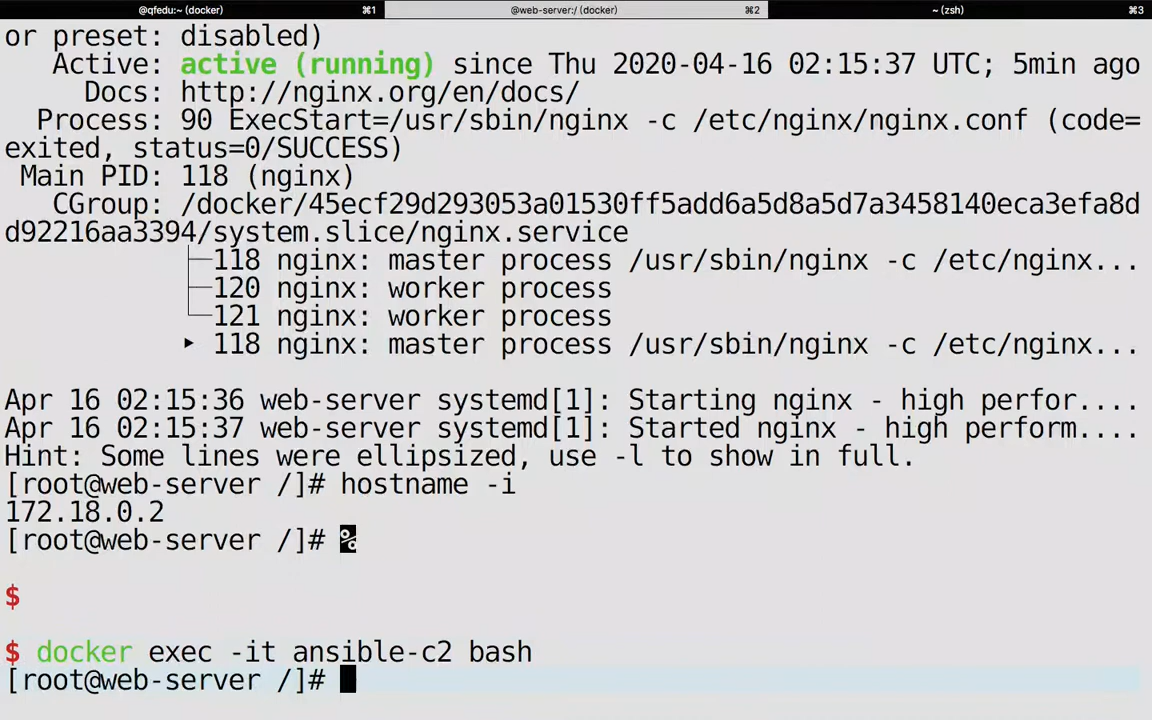 @qfedu:~ (docker) ⌘1 @web-server:/ (docker) ⌘2 ~ (zsh) ⌘3
or preset: disabled)
Active: active (running) since Thu 2020-04-16 02:15:37 UTC; 5min ago
Docs: http://nginx.org/en/docs/
Process: 90 ExecStart=/usr/sbin/nginx -c /etc/nginx/nginx.conf (code=
exited, status=0/SUCCESS)
Main PID: 118 (nginx)
CGroup: /docker/45ecf29d293053a01530ff5add6a5d8a5d7a3458140eca3efa8d
d92216aa3394/system.slice/nginx.service
├─118 nginx: master process /usr/sbin/nginx -c /etc/nginx...
├─120 nginx: worker process
└─121 nginx: worker process
‣ 118 nginx: master process /usr/sbin/nginx -c /etc/nginx...
Apr 16 02:15:36 web-server systemd[1]: Starting nginx - high perfor....
Apr 16 02:15:37 web-server systemd[1]: Started nginx - high perform....
Hint: Some lines were ellipsized, use -l to show in full.
[root@web-server /]# hostname -i
172.18.0.2
[root@web-server /]# %
$
$ docker exec -it ansible-c2 bash
[root@web-server /]#